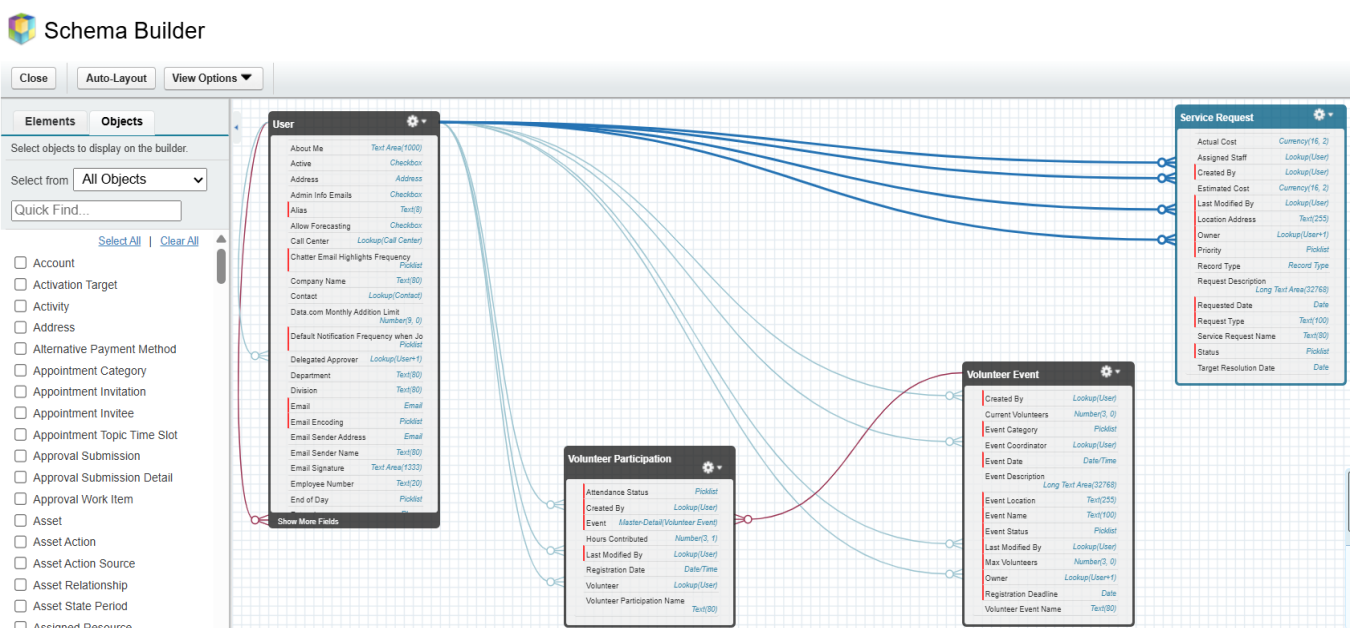 Schema Builder
Close
Auto-Layout
View Options
Elements
Objects
Select objects to display on the builder.
Select from All Objects
Quick Find...
Select All | Clear All
Account
Activation Target
Activity
Address
Alternative Payment Method
Appointment Category
Appointment Invitation
Appointment Invitee
Appointment Topic Time Slot
Approval Submission
Approval Submission Detail
Approval Work Item
Asset
Asset Action
Asset Action Source
Asset Relationship
Asset State Period
Assigned Resource
User
About Me Text Area(1000)
Active Checkbox
Address Address
Admin Info Emails Checkbox
Alias Text(8)
Allow Forecasting Checkbox
Call Center Lookup(Call Center)
Chatter Email Highlights Frequency
Picklist
Company Name Text(80)
Contact Lookup(Contact)
Data.com Monthly Addition Limit
Number(9, 0)
Default Notification Frequency when Jo
Picklist
Delegated Approver Lookup(User+1)
Department Text(80)
Division Text(80)
Email Email
Email Encoding Picklist
Email Sender Address Email
Email Sender Name Text(80)
Email Signature Text Area(1333)
Employee Number Text(20)
End of Day Picklist
Show More Fields
Volunteer Participation
Attendance Status Picklist
Created By Lookup(User)
Event Master-Detail(Volunteer Event)
Hours Contributed Number(3, 1)
Last Modified By Lookup(User)
Registration Date Date/Time
Volunteer Lookup(User)
Volunteer Participation Name
Text(80)
Volunteer Event
Created By Lookup(User)
Current Volunteers Number(3, 0)
Event Category Picklist
Event Coordinator Lookup(User)
Event Date Date/Time
Event Description
Long Text Area(32768)
Event Location Text(255)
Event Name Text(100)
Event Status Picklist
Last Modified By Lookup(User)
Max Volunteers Number(3, 0)
Owner Lookup(User+1)
Registration Deadline Date
Volunteer Event Name Text(80)
Service Request
Actual Cost Currency(16, 2)
Assigned Staff Lookup(User)
Created By Lookup(User)
Estimated Cost Currency(16, 2)
Last Modified By Lookup(User)
Location Address Text(255)
Owner Lookup(User+1)
Priority Picklist
Record Type Record Type
Request Description
Long Text Area(32768)
Requested Date Date
Request Type Text(100)
Service Request Name Text(80)
Status Picklist
Target Resolution Date Date